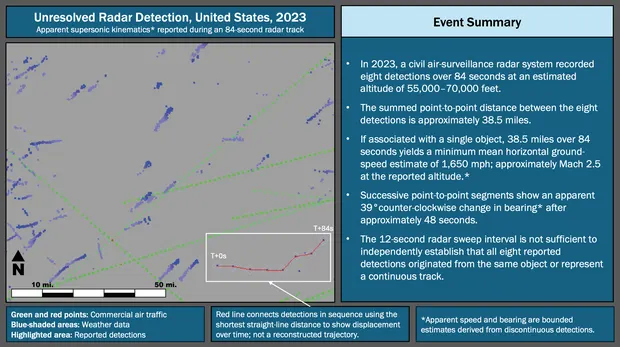 Unresolved Radar Detection, United States, 2023
Apparent supersonic kinematics* reported during an 84-second radar track
T+84s
T+0s
N
10 mi.
50 mi.
Green and red points: Commercial air traffic
Blue-shaded areas: Weather data
Highlighted area: Reported detections
Red line connects detections in sequence using the
shortest straight-line distance to show displacement
over time; not a reconstructed trajectory.
Event Summary
• In 2023, a civil air-surveillance radar system recorded
eight detections over 84 seconds at an estimated
altitude of 55,000–70,000 feet.
• The summed point-to-point distance between the eight
detections is approximately 38.5 miles.
• If associated with a single object, 38.5 miles over 84
seconds yields a minimum mean horizontal ground-
speed estimate of 1,650 mph; approximately Mach 2.5
at the reported altitude.*
• Successive point-to-point segments show an apparent
39°counter-clockwise change in bearing* after
approximately 48 seconds.
• The 12-second radar sweep interval is not sufficient to
independently establish that all eight reported
detections originated from the same object or represent
a continuous track.
*Apparent speed and bearing are bounded
estimates derived from discontinuous detections.